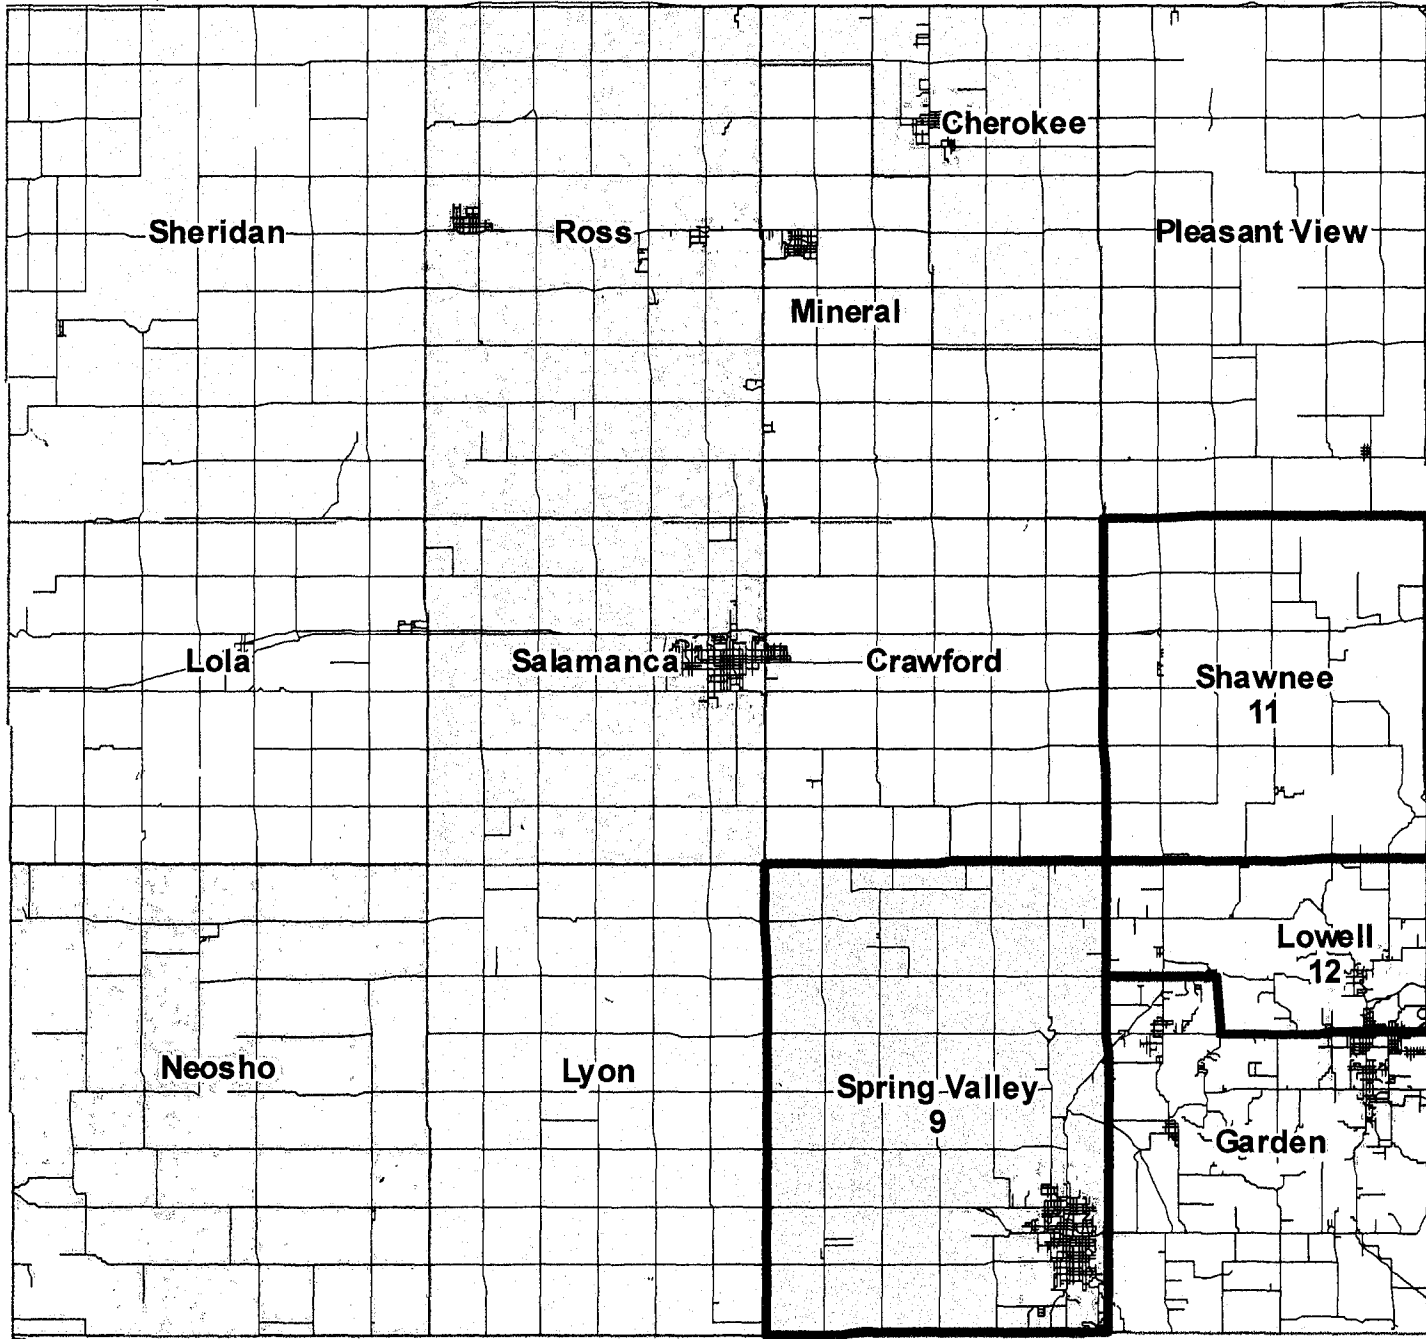 Cherokee
Sheridan
Ross
Pleasant View
Mineral
Lola
Salamanca
Crawford
Shawnee
11
Lowell
12
Neosho
Lyon
Spring Valley
9
Garden